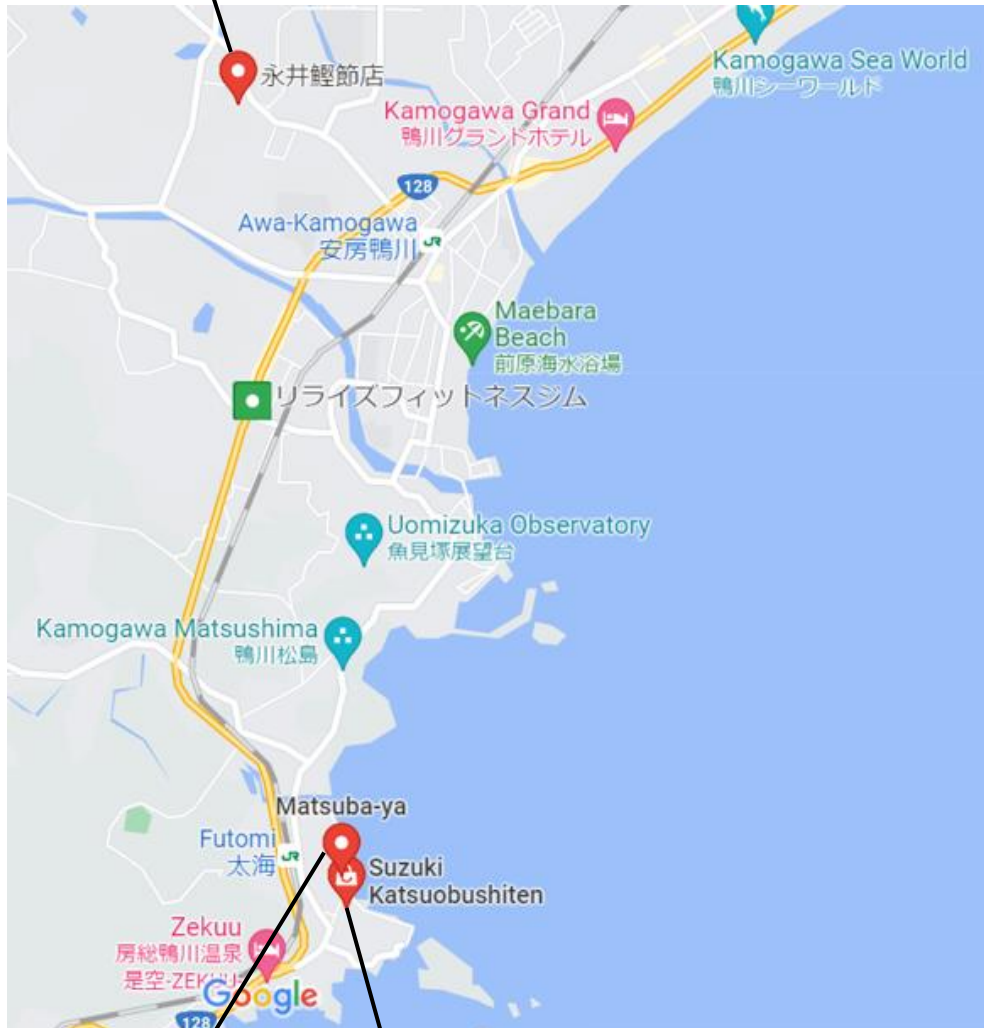 Kamogawa Sea World
鴨川シーワールド
永井鰹節店
Kamogawa Grand
鴨川グランドホテル
128
Awa-Kamogawa
安房鴨川
JR
Maebara
Beach
前原海水浴場
リライズフィットネスジム
Uomizuka Observatory
魚見塚展望台
Kamogawa Matsushima
鴨川松島
Matsuba-ya
Futomi
太海
JR
Suzuki
Katsuobushiten
Zekuu
房総鴨川温泉
是空-ZEKUU-
Google
128